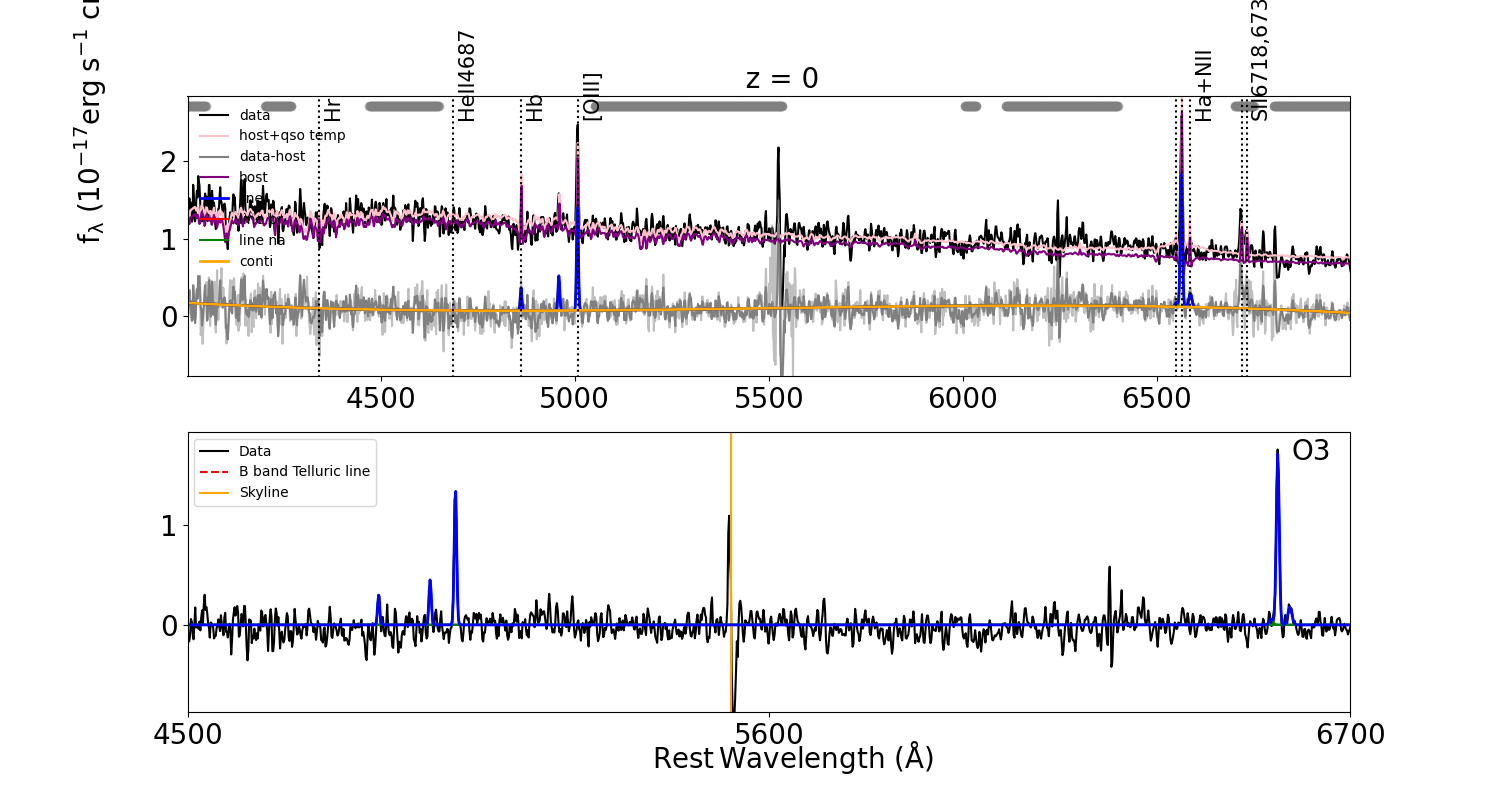 z = 0
f_λ (10^−17 erg s^−1
Hr
HeII4687
Hb
[OIII]
Ha+NII
SII6718,673
data
host+qso temp
data-host
host
line na
conti
2
1
0
4500
5000
5500
6000
6500
Data
B band Telluric line
Skyline
O3
1
0
4500
5600
6700
Rest Wavelength (Å)